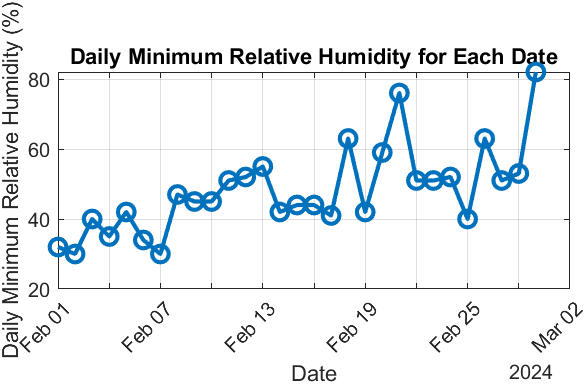 Daily Minimum Relative Humidity for Each Date
Daily Minimum Relative Humidity (%)
80
60
40
20
Feb 01
Feb 07
Feb 13
Feb 19
Feb 25
Mar 02
Date
2024